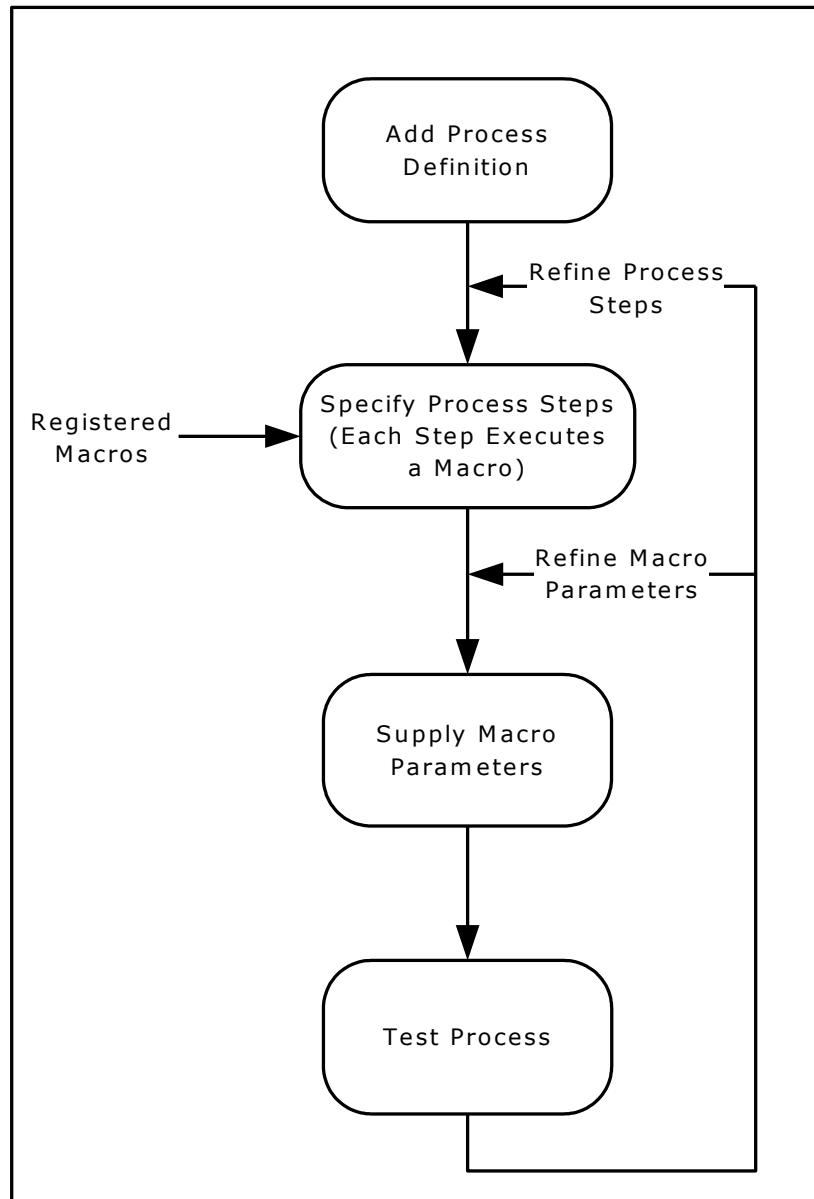 Add Process
Definition
Refine Process
Steps
Specify Process Steps
(Each Step Executes
a Macro)
Registered
Macros
Refine Macro
Parameters
Supply Macro
Parameters
Test Process